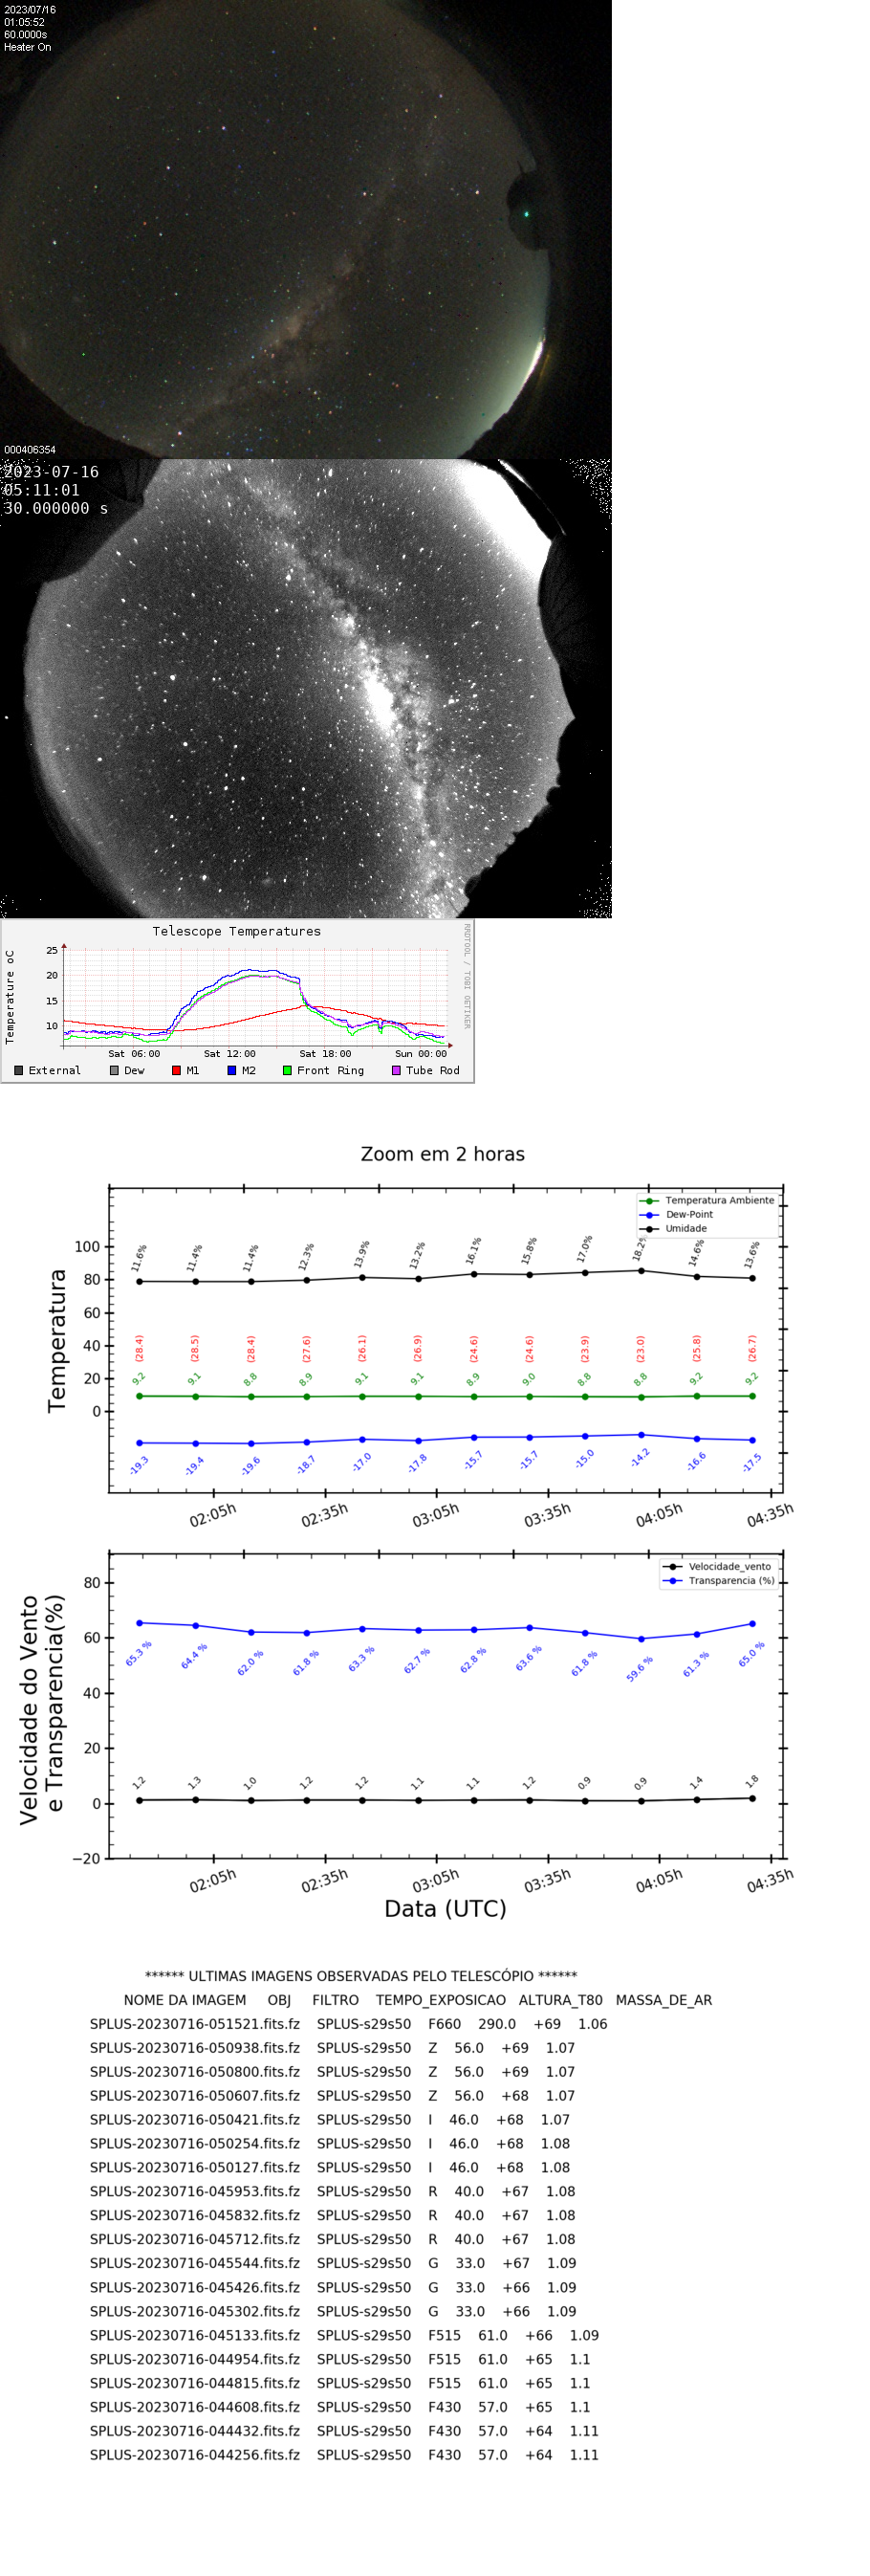 2023/07/16
01:05:52
60.0000s
Heater On
000406354
2023-07-16
05:11:01
30.000000 s
Telescope Temperatures
RRDTOOL / TOBI OETIKER
Temperature oC
25
20
15
10
Sat 06:00 Sat 12:00 Sat 18:00 Sun 00:00
External Dew M1 M2 Front Ring Tube Rod
Zoom em 2 horas
Temperatura Ambiente
Dew-Point
Umidade
Temperatura
100
80
60
40
20
0
11.6% 11.4% 11.4% 12.3% 13.9% 13.2% 16.1% 15.8% 17.0% 18.2% 14.6% 13.6%
(28.4) (28.5) (28.4) (27.6) (26.1) (26.9) (24.6) (24.6) (23.9) (23.0) (25.8) (26.7)
9.2 9.1 8.8 8.9 9.1 9.1 8.9 9.0 8.8 8.8 9.2 9.2
-19.3 -19.4 -19.6 -18.7 -17.0 -17.8 -15.7 -15.7 -15.0 -14.2 -16.6 -17.5
02:05h 02:35h 03:05h 03:35h 04:05h 04:35h
Velocidade_vento
Transparencia (%)
Velocidade do Vento
e Transparencia(%)
80
60
40
20
0
−20
65.3 % 64.4 % 62.0 % 61.8 % 63.3 % 62.7 % 62.8 % 63.6 % 61.8 % 59.6 % 61.3 % 65.0 %
1.2 1.3 1.0 1.2 1.2 1.1 1.1 1.2 0.9 0.9 1.4 1.8
02:05h 02:35h 03:05h 03:35h 04:05h 04:35h
Data (UTC)
****** ULTIMAS IMAGENS OBSERVADAS PELO TELESCÓPIO ******
NOME DA IMAGEM OBJ FILTRO TEMPO_EXPOSICAO ALTURA_T80 MASSA_DE_AR
SPLUS-20230716-051521.fits.fz SPLUS-s29s50 F660 290.0 +69 1.06
SPLUS-20230716-050938.fits.fz SPLUS-s29s50 Z 56.0 +69 1.07
SPLUS-20230716-050800.fits.fz SPLUS-s29s50 Z 56.0 +69 1.07
SPLUS-20230716-050607.fits.fz SPLUS-s29s50 Z 56.0 +68 1.07
SPLUS-20230716-050421.fits.fz SPLUS-s29s50 I 46.0 +68 1.07
SPLUS-20230716-050254.fits.fz SPLUS-s29s50 I 46.0 +68 1.08
SPLUS-20230716-050127.fits.fz SPLUS-s29s50 I 46.0 +68 1.08
SPLUS-20230716-045953.fits.fz SPLUS-s29s50 R 40.0 +67 1.08
SPLUS-20230716-045832.fits.fz SPLUS-s29s50 R 40.0 +67 1.08
SPLUS-20230716-045712.fits.fz SPLUS-s29s50 R 40.0 +67 1.08
SPLUS-20230716-045544.fits.fz SPLUS-s29s50 G 33.0 +67 1.09
SPLUS-20230716-045426.fits.fz SPLUS-s29s50 G 33.0 +66 1.09
SPLUS-20230716-045302.fits.fz SPLUS-s29s50 G 33.0 +66 1.09
SPLUS-20230716-045133.fits.fz SPLUS-s29s50 F515 61.0 +66 1.09
SPLUS-20230716-044954.fits.fz SPLUS-s29s50 F515 61.0 +65 1.1
SPLUS-20230716-044815.fits.fz SPLUS-s29s50 F515 61.0 +65 1.1
SPLUS-20230716-044608.fits.fz SPLUS-s29s50 F430 57.0 +65 1.1
SPLUS-20230716-044432.fits.fz SPLUS-s29s50 F430 57.0 +64 1.11
SPLUS-20230716-044256.fits.fz SPLUS-s29s50 F430 57.0 +64 1.11